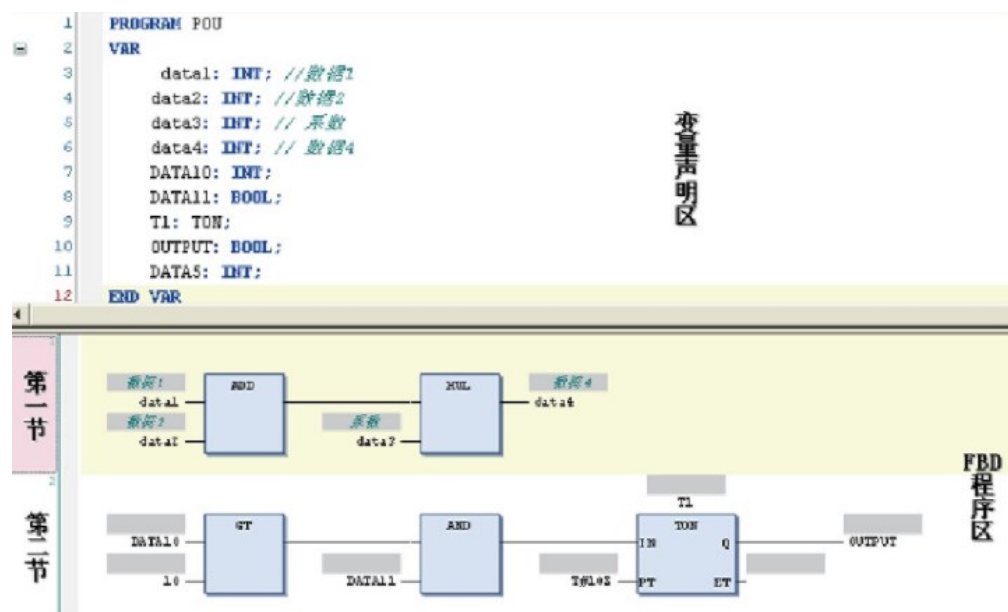 1 PROGRAM POU
2 VAR
3 data1: INT; //数据1
4 data2: INT; //数据2
5 data3: INT; // 系数
6 data4: INT; // 数据4
7 DATA10: INT;
8 DATA11: BOOL;
9 T1: TON;
10 OUTPUT: BOOL;
11 DATA5: INT;
12 END VAR
变量声明区
1
第一节
数据1 ADD MUL 数据4
data1 data4
数据2 系数
data2 data3
FBD程序区
2
第二节
T1
GT AND TON
DATA10 IN Q OUTPUT
10 DATA11 T#10S PT ET